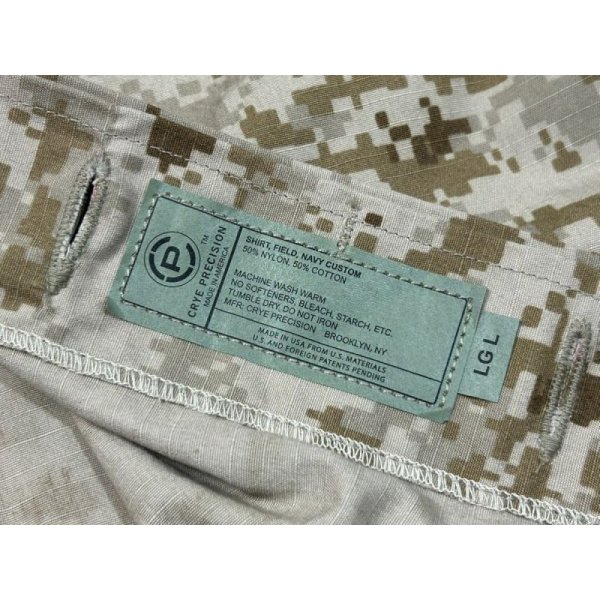 P
TM
CRYE PRECISION
MADE IN AMERICA
SHIRT, FIELD, NAVY CUSTOM
50% NYLON, 50% COTTON
MACHINE WASH WARM
NO SOFTENERS, BLEACH, STARCH, ETC.
TUMBLE DRY. DO NOT IRON
MFR: CRYE PRECISION BROOKLYN, NY
MADE IN USA FROM U.S. MATERIALS
U.S. AND FOREIGN PATENTS PENDING
LG L